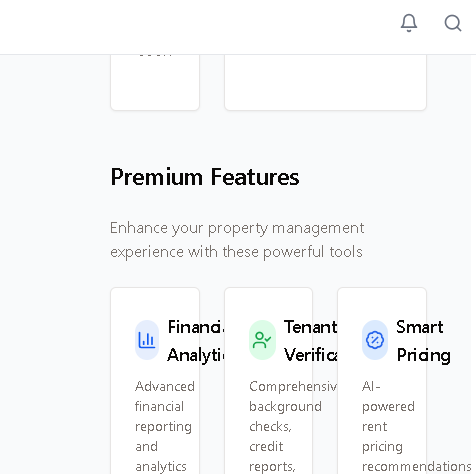 Premium Features
Enhance your property management
experience with these powerful tools
Financi
Analytic
Advanced
financial
reporting
and
analytics
Tenant
Verifica
Comprehensiv
background
checks,
credit
reports,
Smart
Pricing
AI-
powered
rent
pricing
recommendations